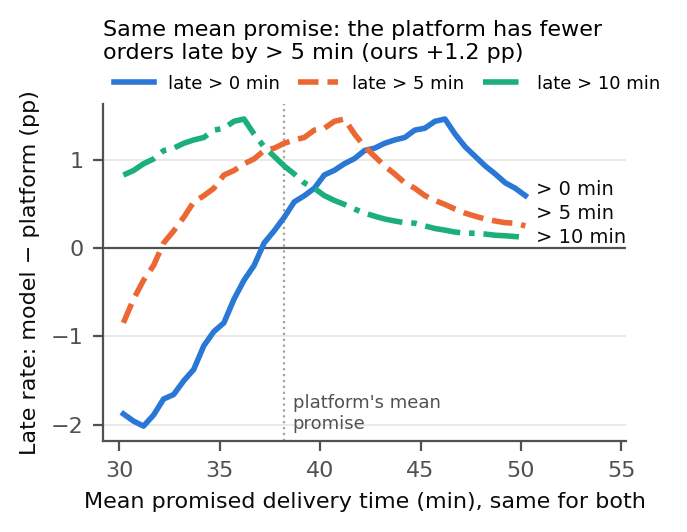 Same mean promise: the platform has fewer
orders late by > 5 min (ours +1.2 pp)
late > 0 min late > 5 min late > 10 min
Late rate: model − platform (pp)
1
0
−1
−2
> 0 min
> 5 min
> 10 min
platform's mean
promise
30 35 40 45 50 55
Mean promised delivery time (min), same for both